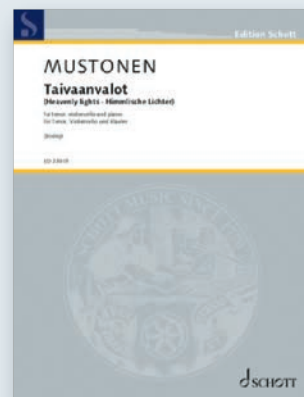 Edition Schott
MUSTONEN
Taivaanvalot
(Heavenly lights - Himmlische Lichter)
for tenor, violoncello and piano
für Tenor, Violoncello und Klavier
SCHOTT